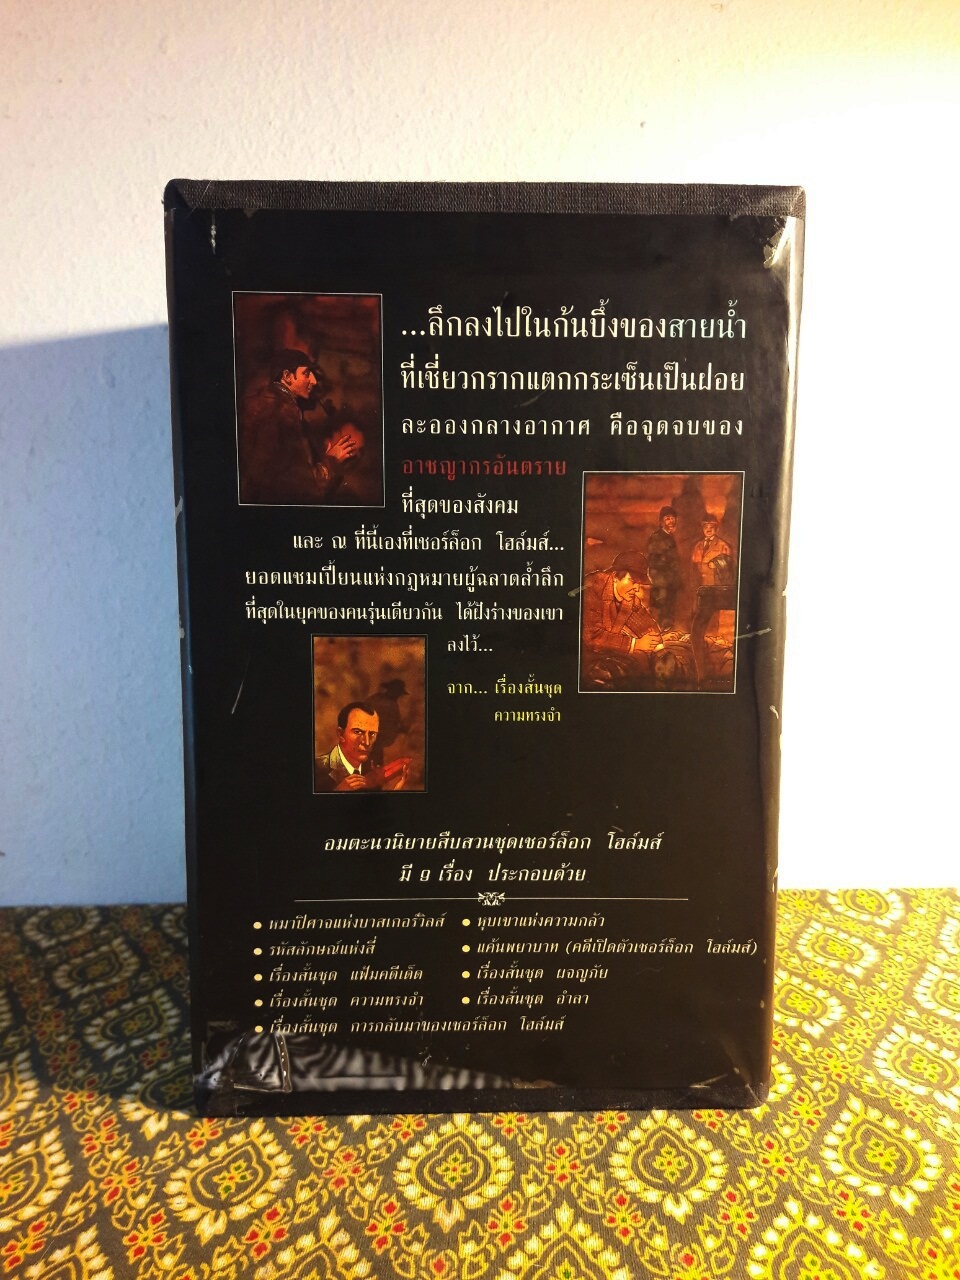 ...ลึกลงไปในก้นบึ้งของสายน้ำ
ที่เชี่ยวกรากแตกกระเซ็นเป็นฝอย
ละอองกลางอากาศ คือจุดจบของ
อาชญากรอันตราย
ที่สุดของสังคม
และ ณ ที่นี้เองที่เชอร์ล็อก โฮล์มส์...
ยอดแชมเปี้ยนแห่งกฎหมายผู้ฉลาดล้ำลึก
ที่สุดในยุคของคนรุ่นเดียวกัน ได้ฝังร่างของเขา
ลงไว้...
จาก... เรื่องสั้นชุด
ความทรงจำ
อมตะนวนิยายสืบสวนชุดเชอร์ล็อก โฮล์มส์
มี ๑ เรื่อง ประกอบด้วย
• หมาปิศาจแห่งบาสเกอร์วิลส์
• หุบเขาแห่งความกลัว
• รหัสลักษณ์แห่งสี่
• แค้นพยาบาท (คดีเปิดตัวเชอร์ล็อก โฮล์มส์)
• เรื่องสั้นชุด แฟ้มคดีเด็ด
• เรื่องสั้นชุด ผจญภัย
• เรื่องสั้นชุด ความทรงจำ
• เรื่องสั้นชุด อำลา
• เรื่องสั้นชุด การกลับมาของเชอร์ล็อก โฮล์มส์